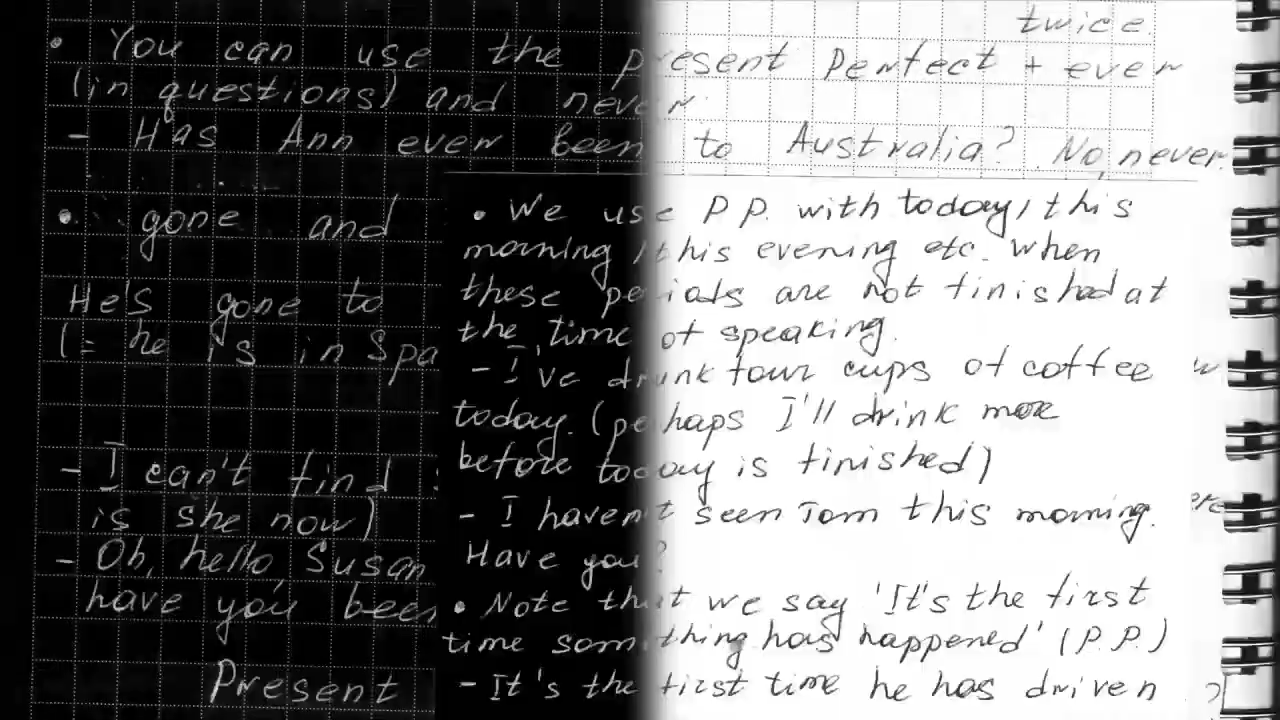 twice
• You can use the present Perfect + ever
(in questions) and never
- Has Ann ever been to Australia? No, never.
• gone and
He's gone to
(= he is in Spa
- I can't find
is she now)
- Oh, hello, Susan
have you been
Present
• We use P.P. with today / this
morning / this evening etc. when
these periods are not finished at
the time of speaking.
- I've drunk four cups of coffee
today. (perhaps I'll drink more
before today is finished)
- I haven't seen Tom this morning.
Have you?
• Note that we say 'It's the first
time something has happened' (P.P.)
- It's the first time he has driven